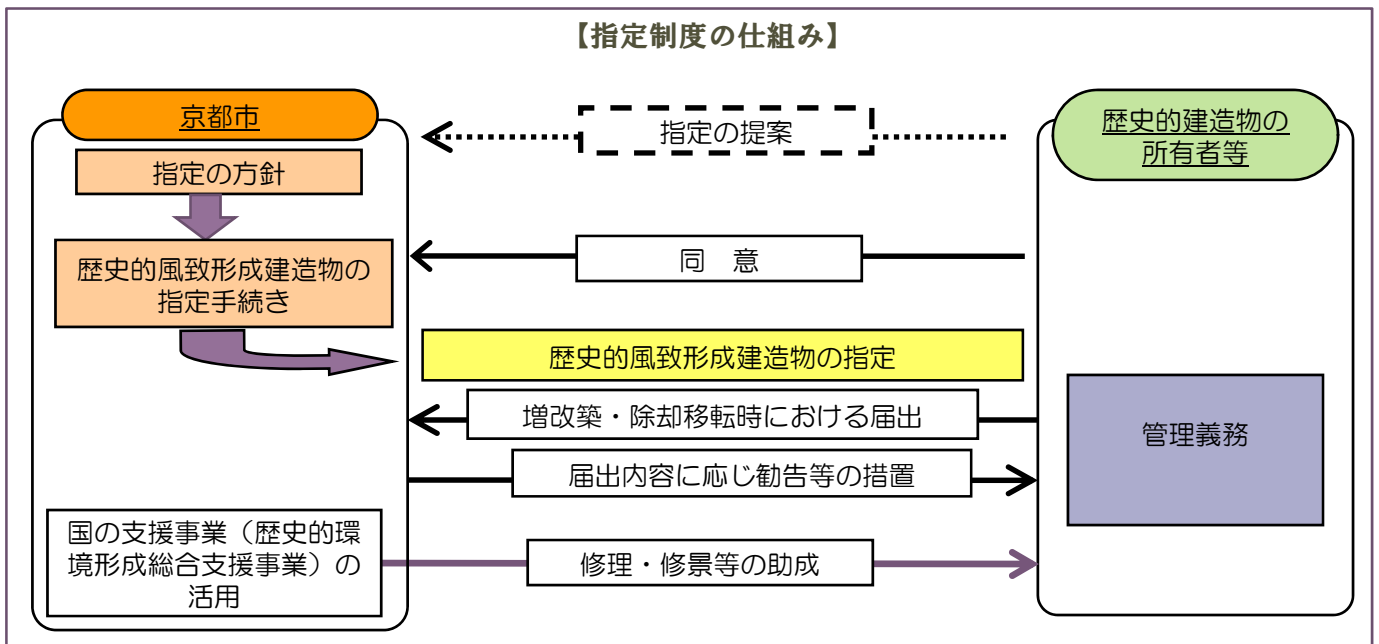 【指定制度の仕組み】
京都市
指定の提案
歴史的建造物の
所有者等
指定の方針
歴史的風致形成建造物の
指定手続き
同　意
歴史的風致形成建造物の指定
増改築・除却移転時における届出
管理義務
届出内容に応じ勧告等の措置
国の支援事業（歴史的環
境形成総合支援事業）の
活用
修理・修景等の助成